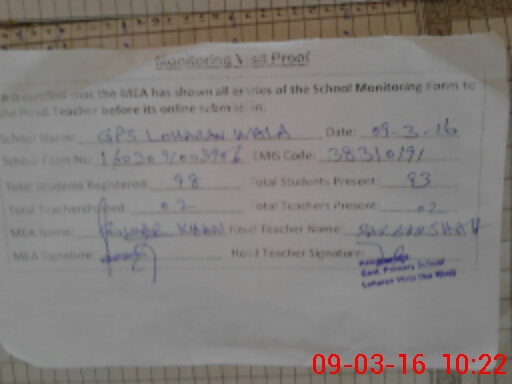 Monitoring Visit Proof
It is certified that the MEA has shown all entries of the School Monitoring Form to
the Head Teacher before its online submission.
School Name: GPS LOHARAN WALA Date: 09-3-16
School Form No: EMIS Code: 38310191
Total Students Registered: 98 Total Students Present: 93
Total Teachers Posted: 02 Total Teachers Present: 02
MEA Name: KHAN Head Teacher Name:
MEA Signature: Head Teacher Signature:
Govt. Primary School
Loharan Wala
09-03-16 10:22